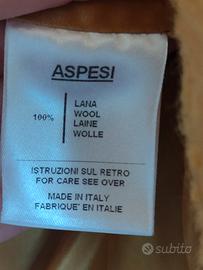 ASPESI
100%
LANA
WOOL
LAINE
WOLLE
ISTRUZIONI SUL RETRO
FOR CARE SEE OVER
MADE IN ITALY
FABRIQUE' EN ITALIE
subito